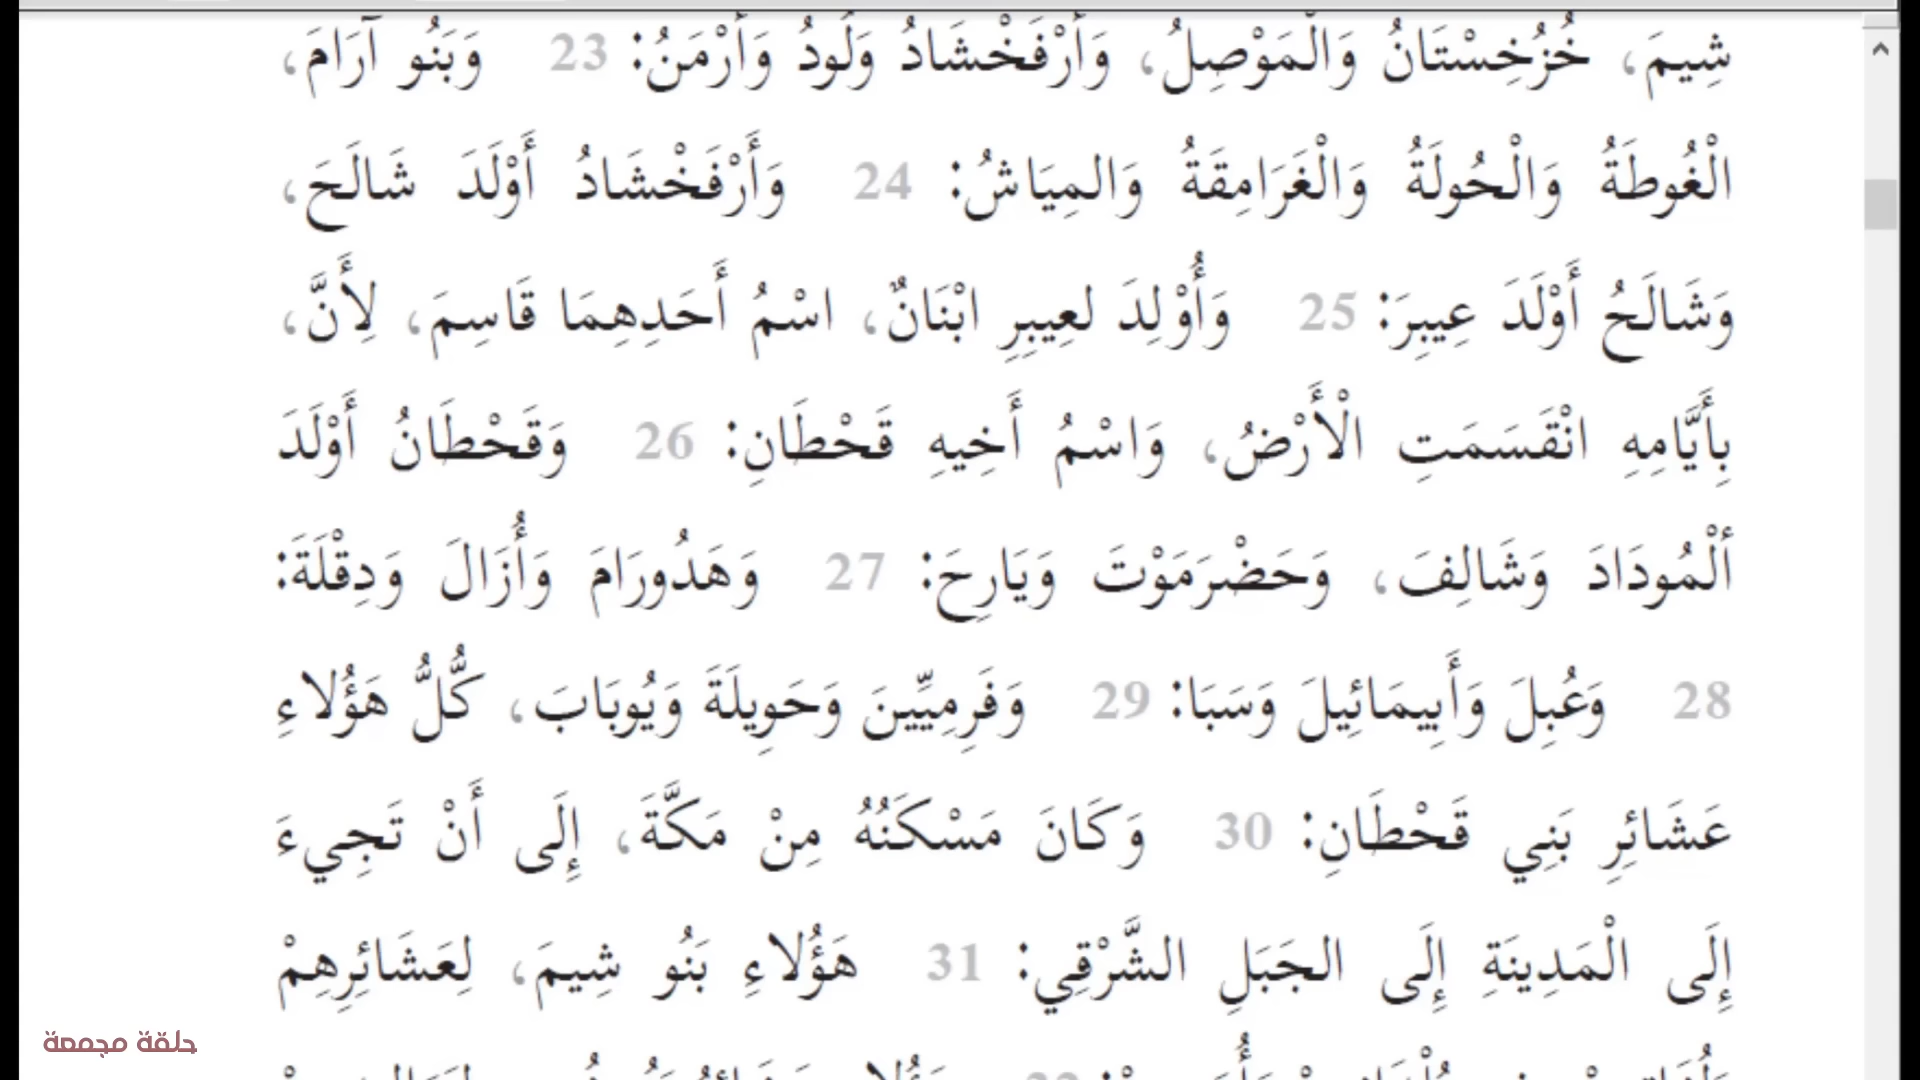 شِيمَ، خُزُخِسْتَانُ وَالْمَوْصِلُ، وَأَرْفَخْشَادُ وَلُودُ وَأَرْمَنُ: 23 وَبَنُو آرَامَ،
الْغُوطَةُ وَالْحُولَةُ وَالْغَرَامِقَةُ وَالمِيَاشُ: 24 وَأَرْفَخْشَادُ أَوْلَدَ شَالَحَ،
وَشَالَحُ أَوْلَدَ عِيبِرَ: 25 وَأُوْلِدَ لعِيبِرِ ابْنَانٌ، اسْمُ أَحَدِهِمَا قَاسِمَ، لِأَنَّ،
بِأَيَّامِهِ انْقَسَمَتِ الْأَرْضُ، وَاسْمُ أَخِيهِ قَحْطَانِ: 26 وَقَحْطَانُ أَوْلَدَ
أَلْمُودَادَ وَشَالِفَ، وَحَضْرَمَوْتَ وَيَارِحَ: 27 وَهَدُورَامَ وَأُزَالَ وَدِقْلَةَ:
28 وَعُبِلَ وَأَبِيمَائِيلَ وَسَبَا: 29 وَفَرِمِيِّينَ وَحَوِيلَةَ وَيُوبَابَ، كُّلُّ هَؤُلاءِ
عَشَائِرِ بَنِي قَحْطَانِ: 30 وَكَانَ مَسْكَنُهُ مِنْ مَكَّةَ، إِلَى أَنْ تَجِيءَ
إِلَى الْمَدِينَةِ إِلَى الجَبَلِ الشَّرْقِي: 31 هَؤُلاءِ بَنُو شِيمَ، لِعَشَائِرِهِمْ
حلقة مجمعة